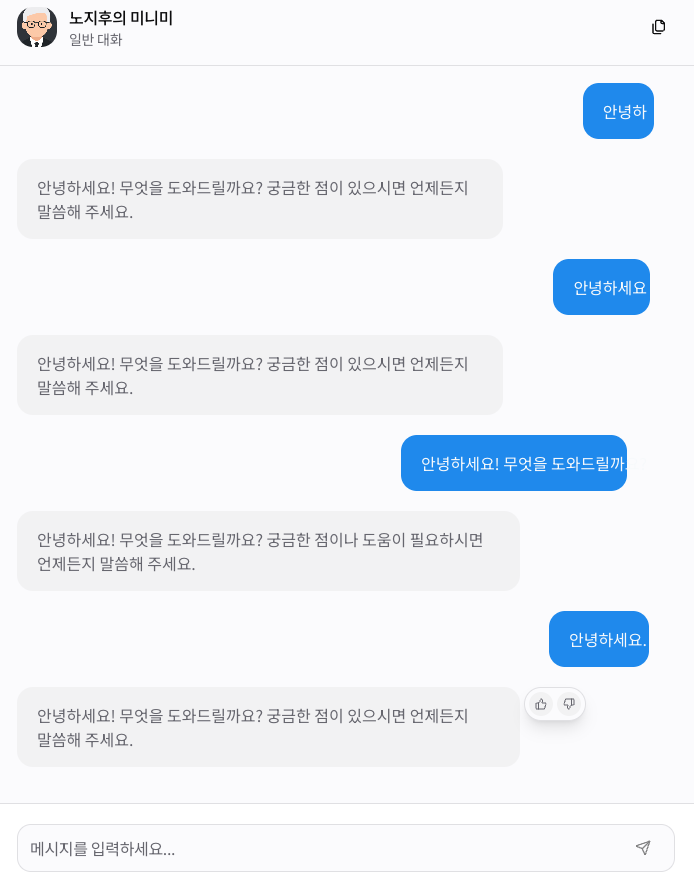 노지후의 미니미
일반 대화
안녕하
안녕하세요! 무엇을 도와드릴까요? 궁금한 점이 있으시면 언제든지
말씀해 주세요.
안녕하세요
안녕하세요! 무엇을 도와드릴까요? 궁금한 점이 있으시면 언제든지
말씀해 주세요.
안녕하세요! 무엇을 도와드릴까
안녕하세요! 무엇을 도와드릴까요? 궁금한 점이나 도움이 필요하시면
언제든지 말씀해 주세요.
안녕하세요.
안녕하세요! 무엇을 도와드릴까요? 궁금한 점이 있으시면 언제든지
말씀해 주세요.
메시지를 입력하세요...